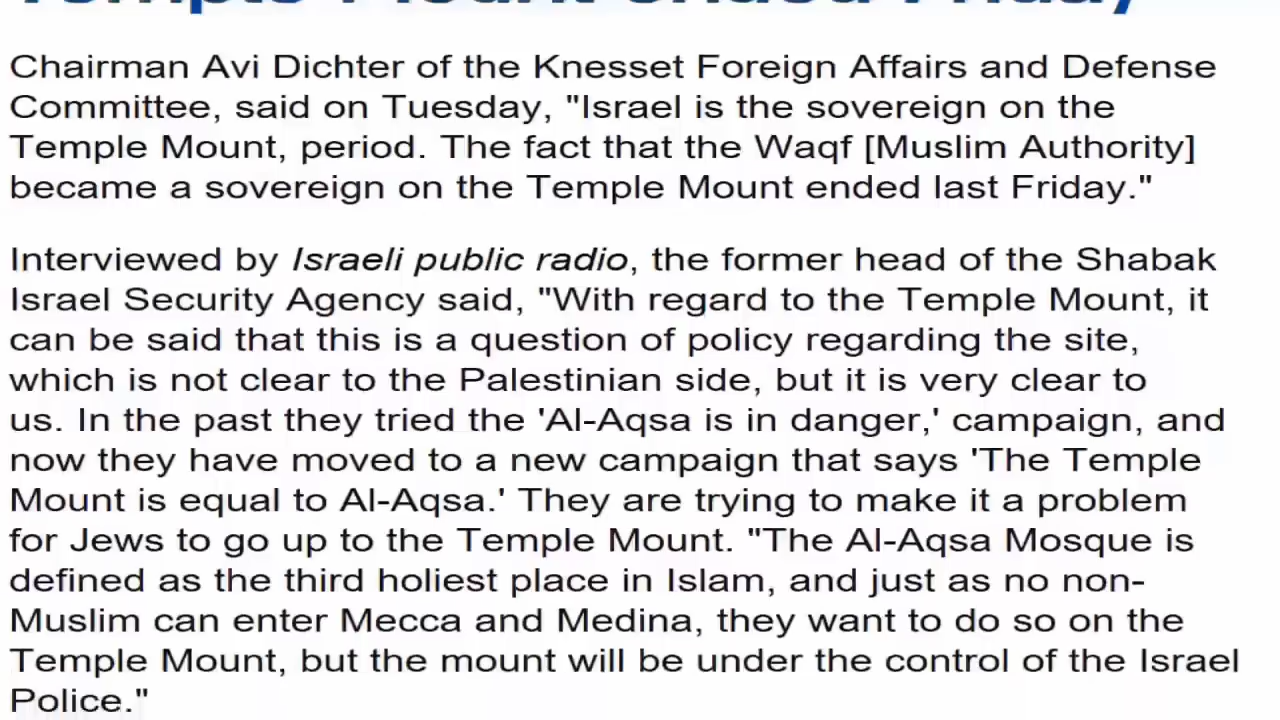 Temple Mount ended Friday
Chairman Avi Dichter of the Knesset Foreign Affairs and Defense
Committee, said on Tuesday, "Israel is the sovereign on the
Temple Mount, period. The fact that the Waqf [Muslim Authority]
became a sovereign on the Temple Mount ended last Friday."
Interviewed by Israeli public radio, the former head of the Shabak
Israel Security Agency said, "With regard to the Temple Mount, it
can be said that this is a question of policy regarding the site,
which is not clear to the Palestinian side, but it is very clear to
us. In the past they tried the 'Al-Aqsa is in danger,' campaign, and
now they have moved to a new campaign that says 'The Temple
Mount is equal to Al-Aqsa.' They are trying to make it a problem
for Jews to go up to the Temple Mount. "The Al-Aqsa Mosque is
defined as the third holiest place in Islam, and just as no non-
Muslim can enter Mecca and Medina, they want to do so on the
Temple Mount, but the mount will be under the control of the Israel
Police."